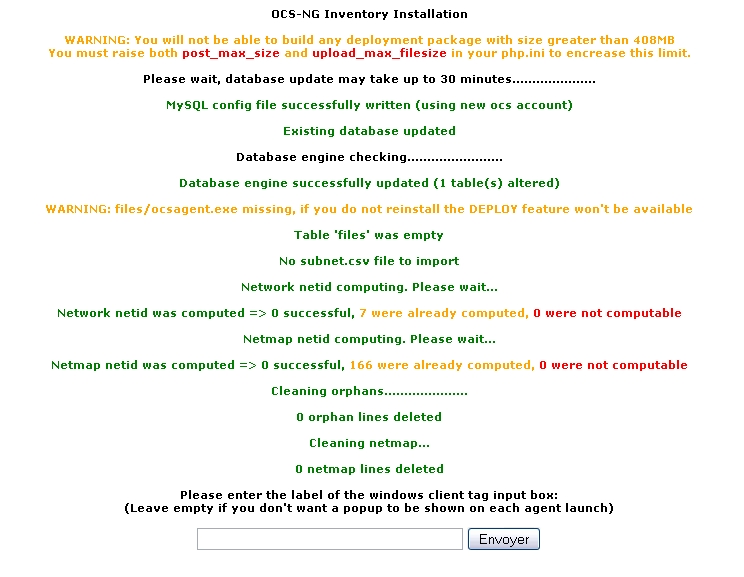 OCS-NG Inventory Installation
WARNING: You will not be able to build any deployment package with size greater than 408MB
You must raise both post_max_size and upload_max_filesize in your php.ini to encrease this limit.
Please wait, database update may take up to 30 minutes.....................
MySQL config file successfully written (using new ocs account)
Existing database updated
Database engine checking........................
Database engine successfully updated (1 table(s) altered)
WARNING: files/ocsagent.exe missing, if you do not reinstall the DEPLOY feature won't be available
Table 'files' was empty
No subnet.csv file to import
Network netid computing. Please wait...
Network netid was computed => 0 successful, 7 were already computed, 0 were not computable
Netmap netid computing. Please wait...
Netmap netid was computed => 0 successful, 166 were already computed, 0 were not computable
Cleaning orphans.....................
0 orphan lines deleted
Cleaning netmap...
0 netmap lines deleted
Please enter the label of the windows client tag input box:
(Leave empty if you don't want a popup to be shown on each agent launch)
Envoyer